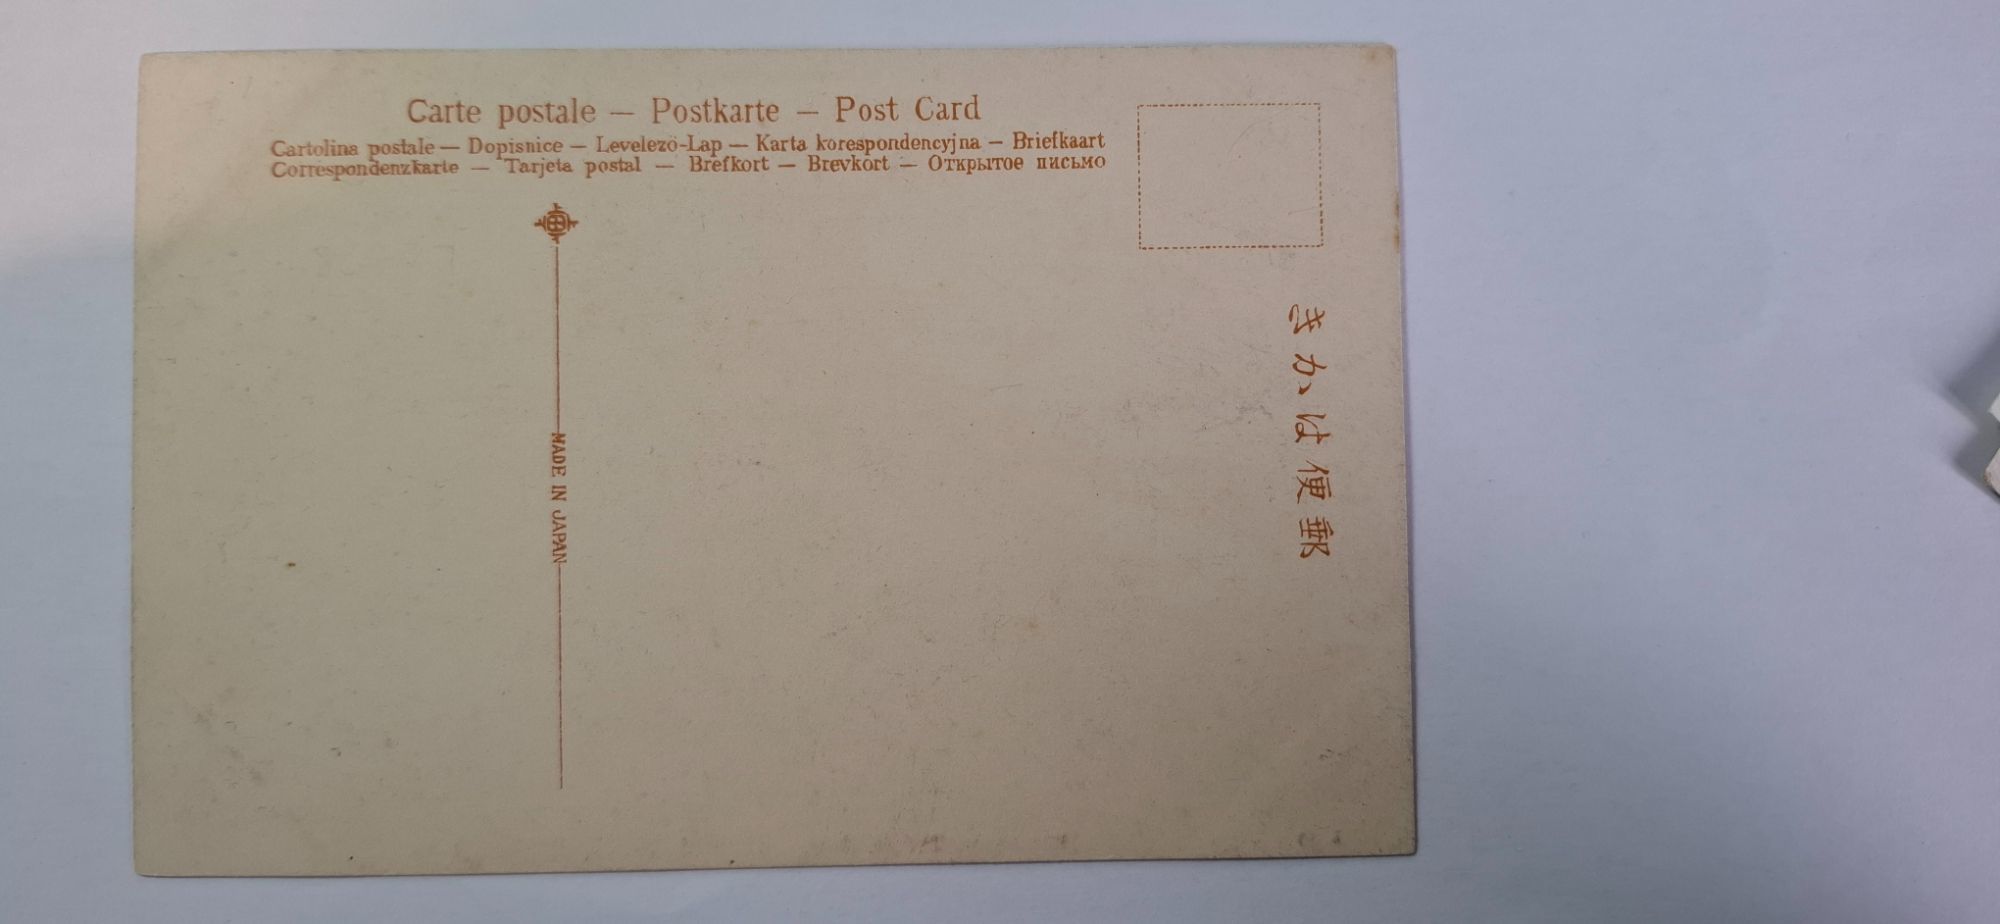 Carte postale — Postkarte — Post Card
Cartolina postale — Dopisnice — Levelező-Lap — Karta korespondencyjna — Briefkaart
Correspondenzkarte — Tarjeta postal — Brefkort — Brevkort — Открытое письмо
MADE IN JAPAN
きかは便郵